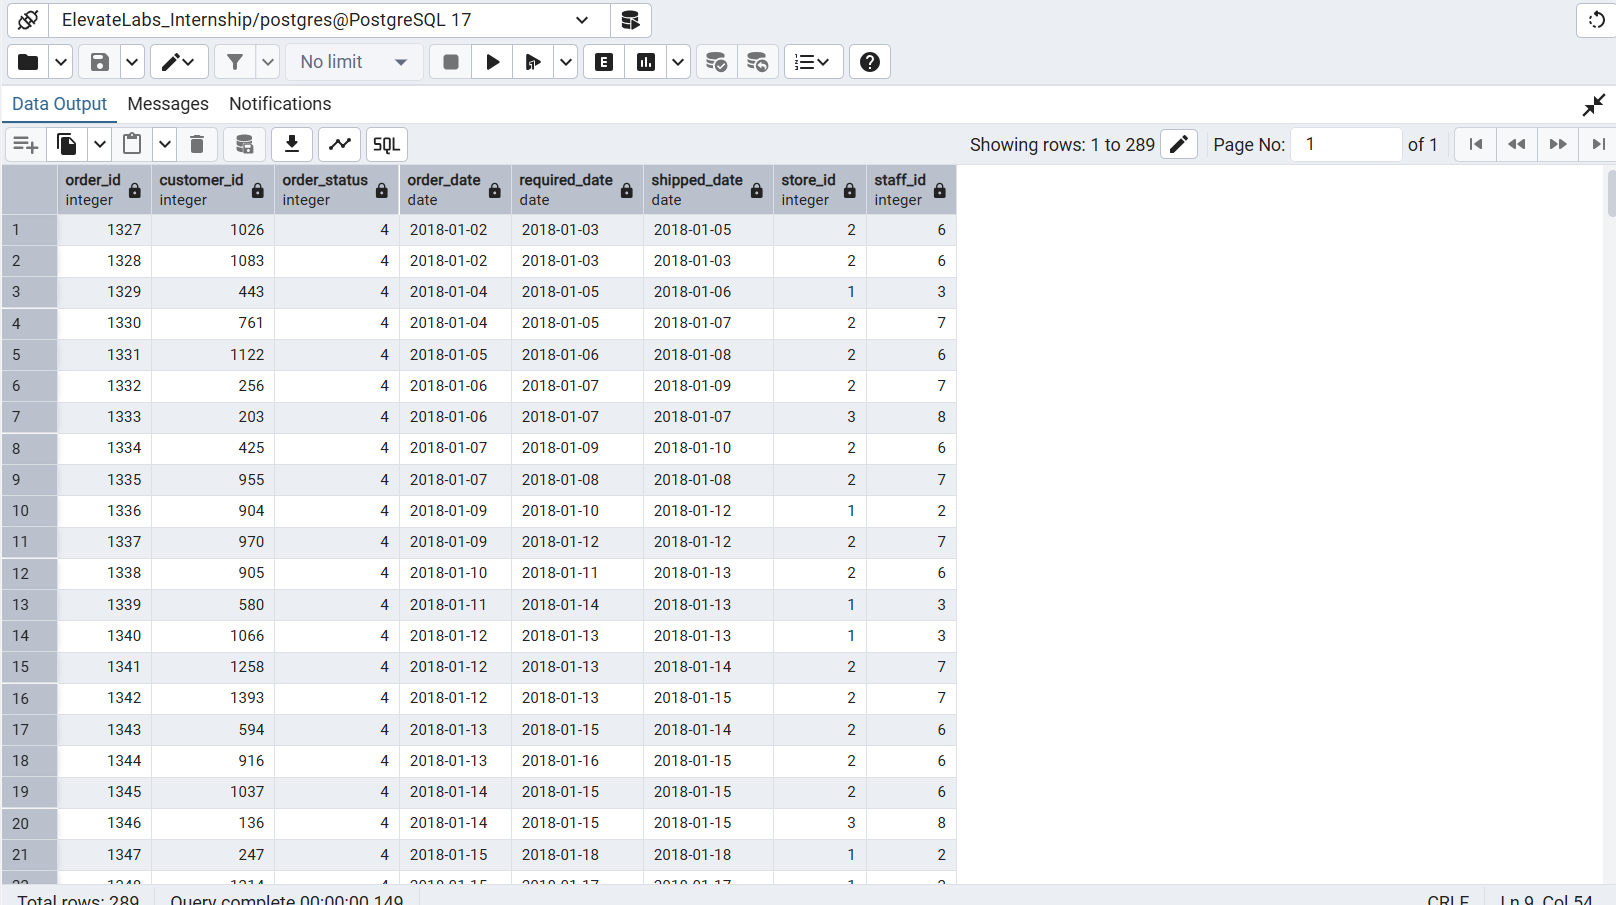 ElevateLabs_Internship/postgres@PostgreSQL 17
No limit
E
Data Output Messages Notifications
SQL Showing rows: 1 to 289 Page No: 1 of 1
order_id customer_id order_status order_date required_date shipped_date store_id staff_id
integer integer integer date date date integer integer
1 1327 1026 4 2018-01-02 2018-01-03 2018-01-05 2 6
2 1328 1083 4 2018-01-02 2018-01-03 2018-01-03 2 6
3 1329 443 4 2018-01-04 2018-01-05 2018-01-06 1 3
4 1330 761 4 2018-01-04 2018-01-05 2018-01-07 2 7
5 1331 1122 4 2018-01-05 2018-01-06 2018-01-08 2 6
6 1332 256 4 2018-01-06 2018-01-07 2018-01-09 2 7
7 1333 203 4 2018-01-06 2018-01-07 2018-01-07 3 8
8 1334 425 4 2018-01-07 2018-01-09 2018-01-10 2 6
9 1335 955 4 2018-01-07 2018-01-08 2018-01-08 2 7
10 1336 904 4 2018-01-09 2018-01-10 2018-01-12 1 2
11 1337 970 4 2018-01-09 2018-01-12 2018-01-12 2 7
12 1338 905 4 2018-01-10 2018-01-11 2018-01-13 2 6
13 1339 580 4 2018-01-11 2018-01-14 2018-01-13 1 3
14 1340 1066 4 2018-01-12 2018-01-13 2018-01-13 1 3
15 1341 1258 4 2018-01-12 2018-01-13 2018-01-14 2 7
16 1342 1393 4 2018-01-12 2018-01-13 2018-01-15 2 7
17 1343 594 4 2018-01-13 2018-01-15 2018-01-14 2 6
18 1344 916 4 2018-01-13 2018-01-16 2018-01-15 2 6
19 1345 1037 4 2018-01-14 2018-01-15 2018-01-15 2 6
20 1346 136 4 2018-01-14 2018-01-15 2018-01-15 3 8
21 1347 247 4 2018-01-15 2018-01-18 2018-01-18 1 2
Total rows: 289 Query complete 00:00:00.149 CRLF Ln 9, Col 54